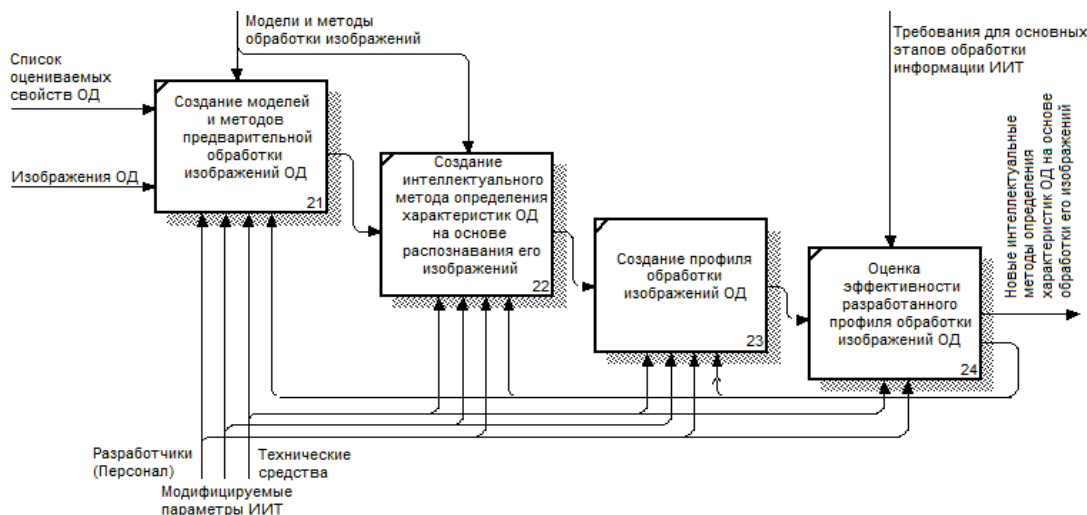 Модели и методы
обработки изображений
Требования для основных
этапов обработки
информации ИИТ
Список
оцениваемых
свойств ОД
Изображения ОД
Создание моделей
и методов
предварительной
обработки
изображений ОД
21
Создание
интеллектуального
метода определения
характеристик ОД
на основе
распознавания его
изображений
22
Создание профиля
обработки
изображений ОД
23
Оценка
эффективности
разработанного
профиля обработки
изображений ОД
24
Новые интеллектуальные
методы определения
характеристик ОД на основе
обработки его изображений
Разработчики
(Персонал)
Технические
средства
Модифицируемые
параметры ИИТ